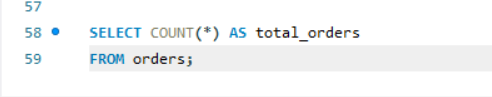 57
58 SELECT COUNT(*) AS total_orders
59 FROM orders;